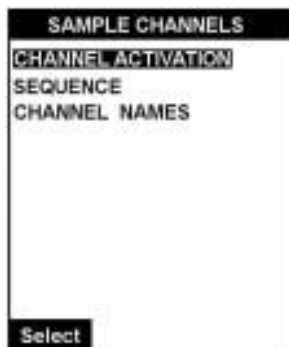 SAMPLE CHANNELS
CHANNEL ACTIVATION
SEQUENCE
CHANNEL NAMES
Select